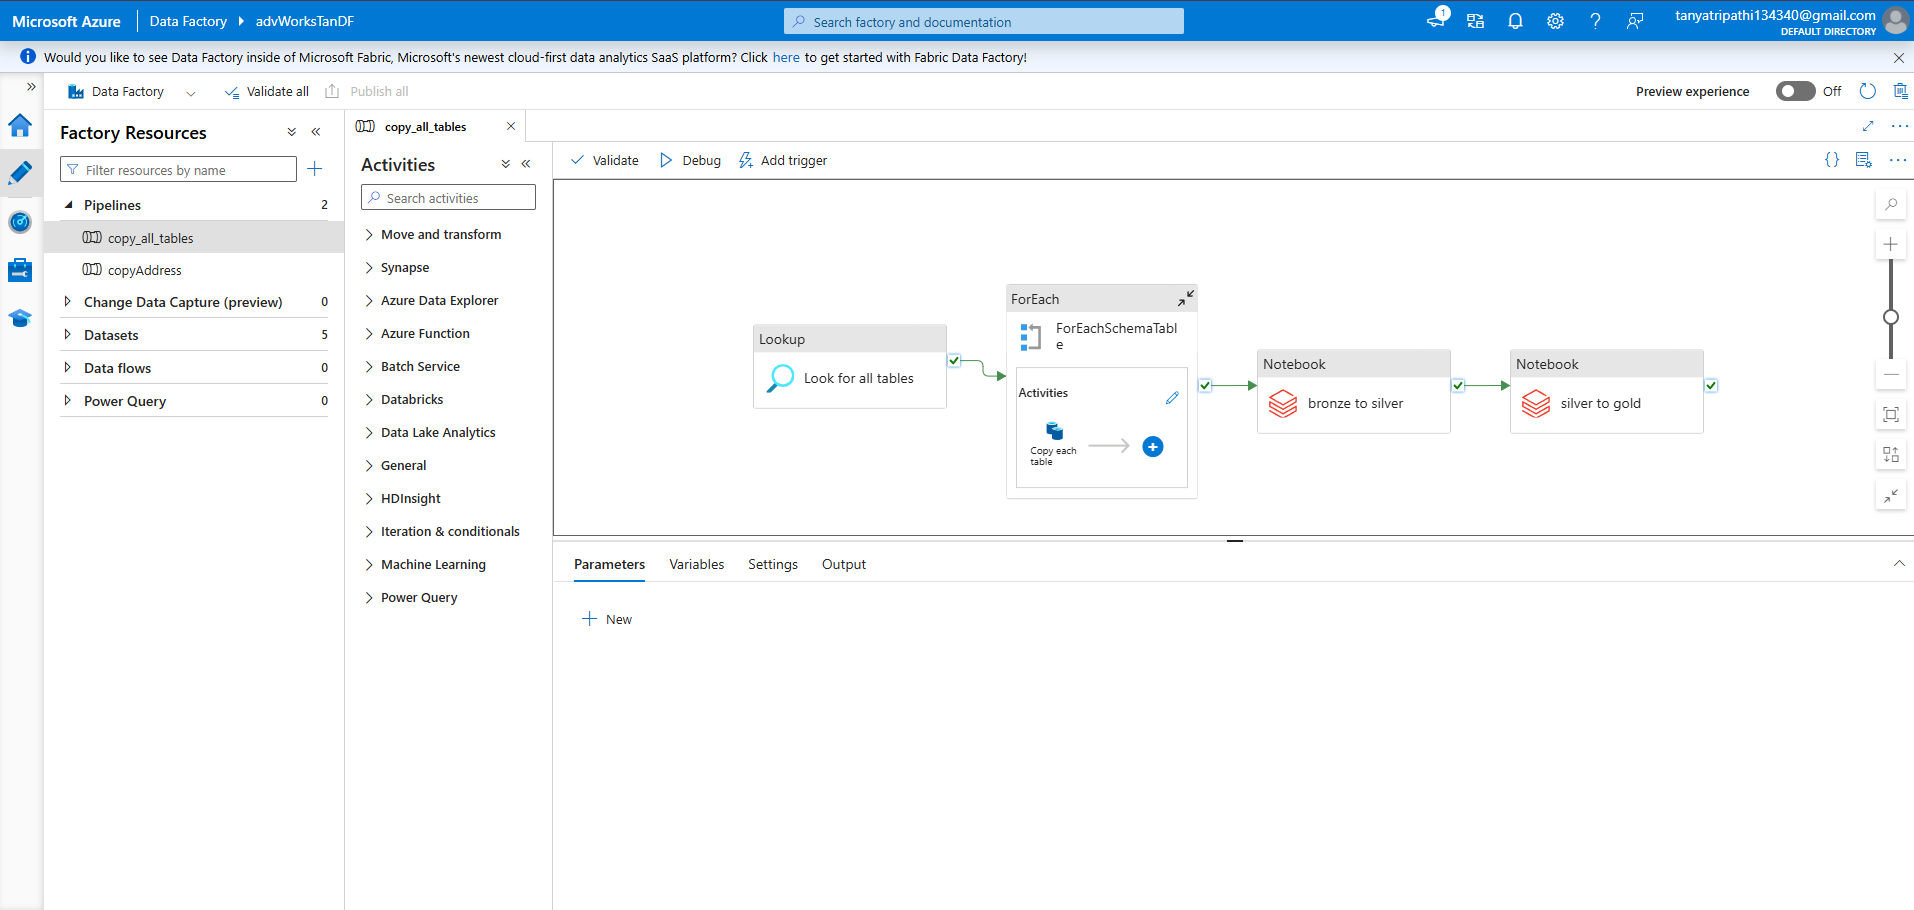 Microsoft Azure
Data Factory
advWorksTanDF
Search factory and documentation
1
tanyatripathi134340@gmail.com
DEFAULT DIRECTORY
Would you like to see Data Factory inside of Microsoft Fabric, Microsoft's newest cloud-first data analytics SaaS platform? Click here to get started with Fabric Data Factory!
Data Factory
Validate all
Publish all
Preview experience
Off
Factory Resources
Filter resources by name
Pipelines 2
copy_all_tables
copyAddress
Change Data Capture (preview) 0
Datasets 5
Data flows 0
Power Query 0
copy_all_tables
Activities
Search activities
Move and transform
Synapse
Azure Data Explorer
Azure Function
Batch Service
Databricks
Data Lake Analytics
General
HDInsight
Iteration & conditionals
Machine Learning
Power Query
Validate
Debug
Add trigger
Lookup
Look for all tables
ForEach
ForEachSchemaTabl
e
Activities
Copy each
table
Notebook
bronze to silver
Notebook
silver to gold
Parameters
Variables
Settings
Output
New